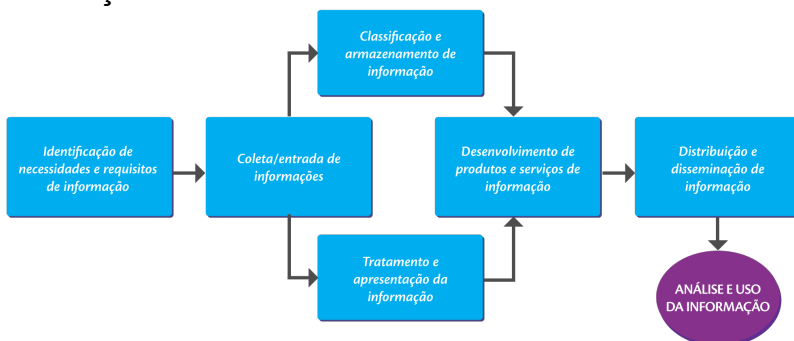 Classificação e
armazenamento de
informação
Identificação de
necessidades e requisitos
de informação
Coleta/entrada de
informações
Desenvolvimento de
produtos e serviços de
informação
Distribuição e
disseminação de
informação
Tratamento e
apresentação da
informação
ANÁLISE E USO
DA INFORMAÇÃO